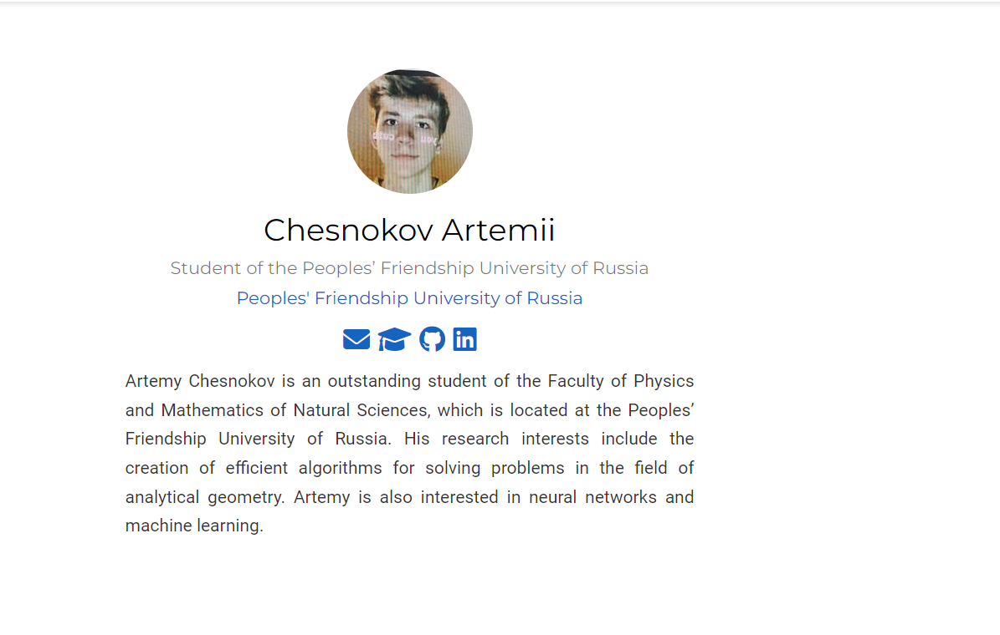 Chesnokov Artemii
Student of the Peoples’ Friendship University of Russia
Peoples' Friendship University of Russia
in
Artemy Chesnokov is an outstanding student of the Faculty of Physics
and Mathematics of Natural Sciences, which is located at the Peoples’
Friendship University of Russia. His research interests include the
creation of efficient algorithms for solving problems in the field of
analytical geometry. Artemy is also interested in neural networks and
machine learning.